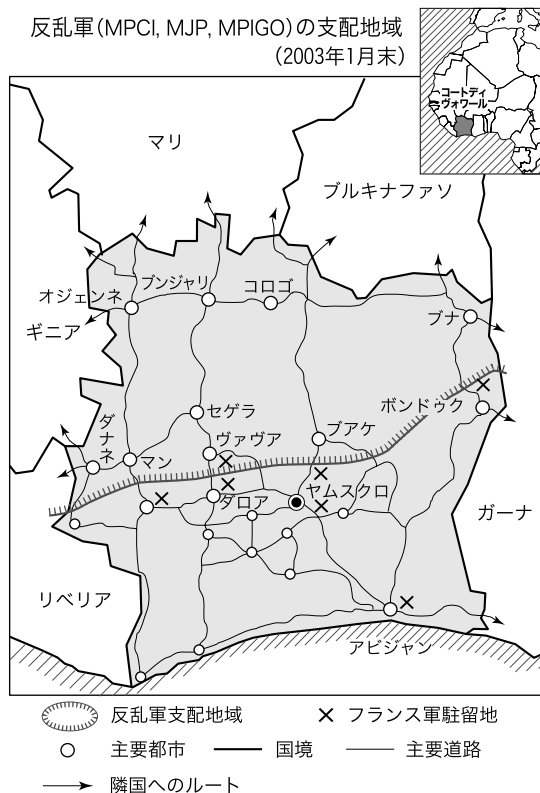 反乱軍(MPCI, MJP, MPIGO)の支配地域
(2003年1月末)
コートディ
ヴォワール
マリ
ブルキナファソ
オジェンネ
ブンジャリ
コロゴ
ギニア
ブナ
セゲラ
ボンドゥク
ダナネ
ヴァヴァ
ブアケ
マン
ダロア
ヤムスクロ
ガーナ
リベリア
アビジャン
反乱軍支配地域
フランス軍駐留地
主要都市
国境
主要道路
隣国へのルート